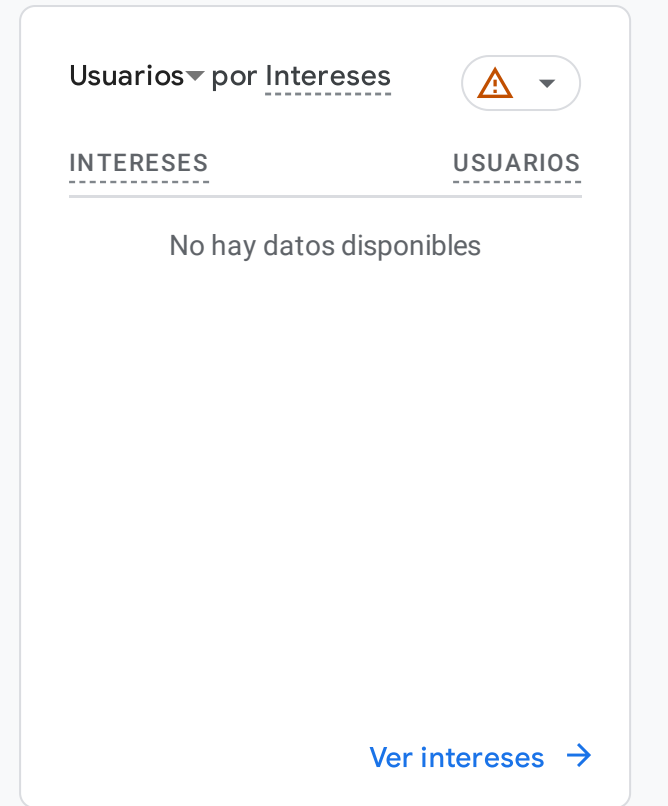 Usuarios por Intereses
INTERESES USUARIOS
No hay datos disponibles
Ver intereses